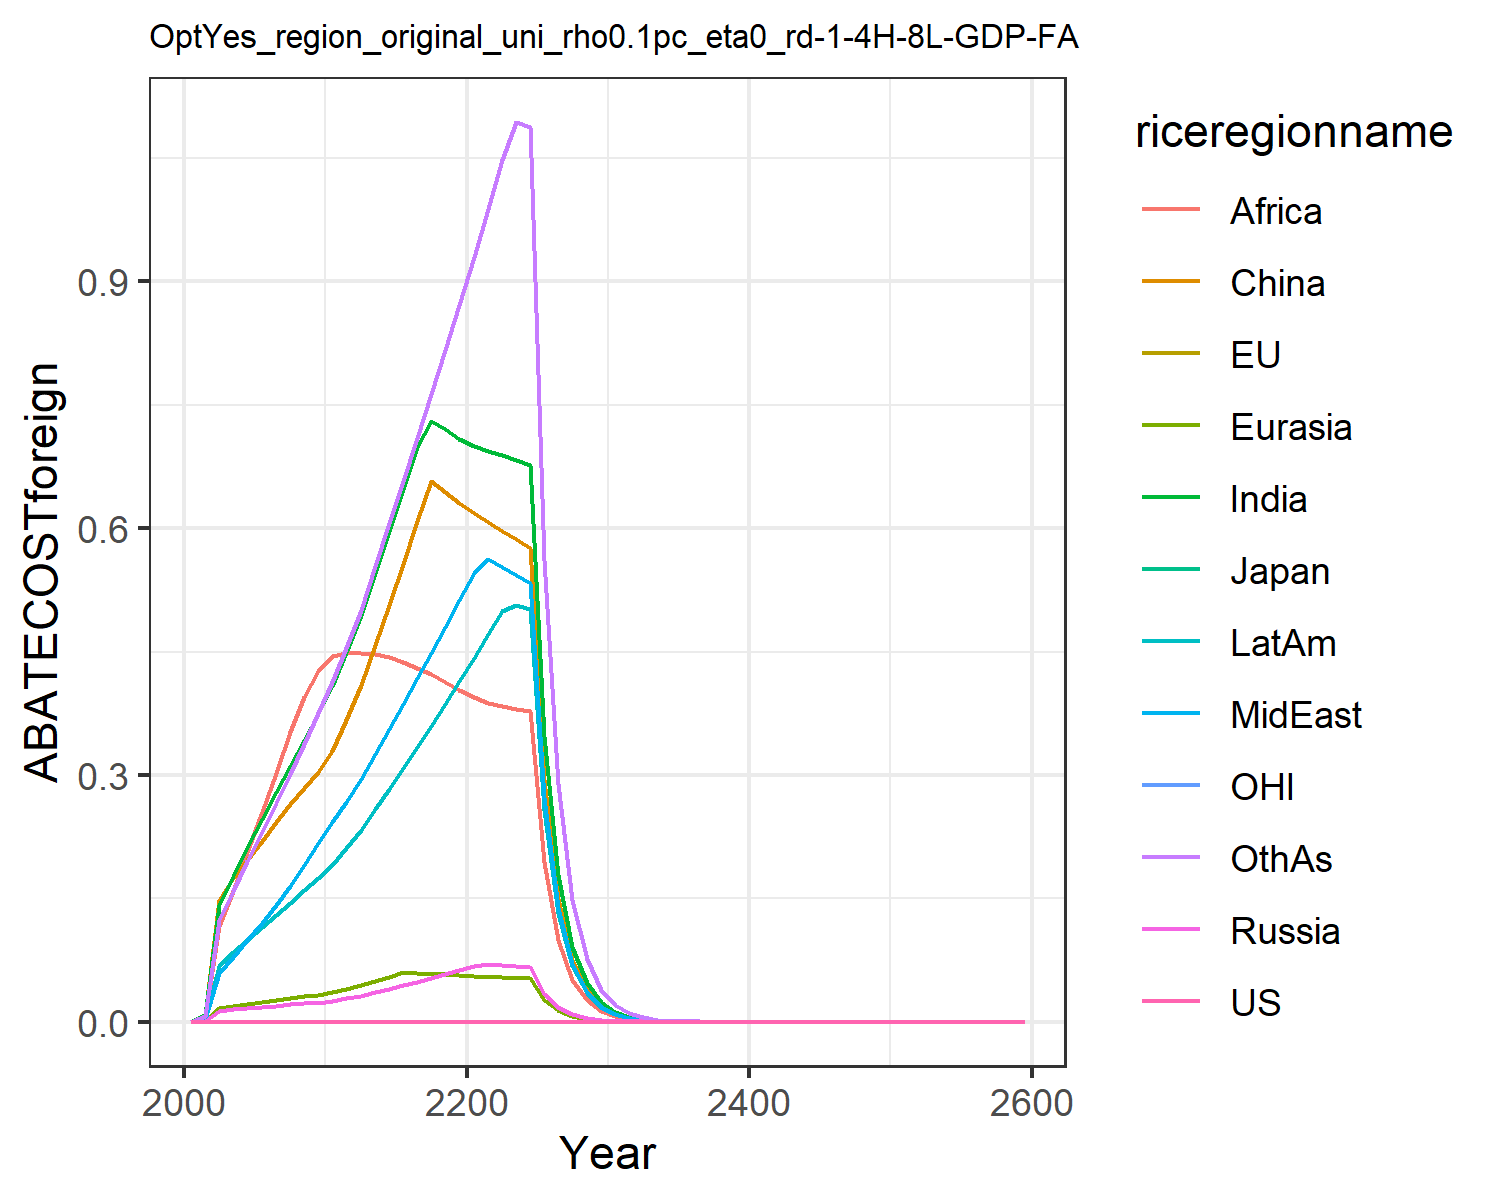 OptYes_region_original_uni_rho0.1pc_eta0_rd-1-4H-8L-GDP-FA
ABATECOSTforeign
0.9
0.6
0.3
0.0
2000
2200
2400
2600
Year
riceregionname
Africa
China
EU
Eurasia
India
Japan
LatAm
MidEast
OHI
OthAs
Russia
US